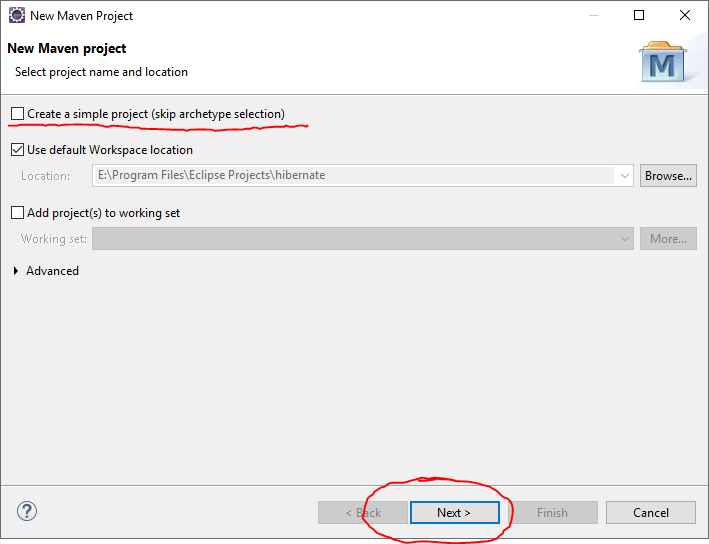 New Maven Project
New Maven project
Select project name and location
M
Create a simple project (skip archetype selection)
Use default Workspace location
Location: E:\Program Files\Eclipse Projects\hibernate Browse...
Add project(s) to working set
Working set: More...
Advanced
? < Back Next > Finish Cancel